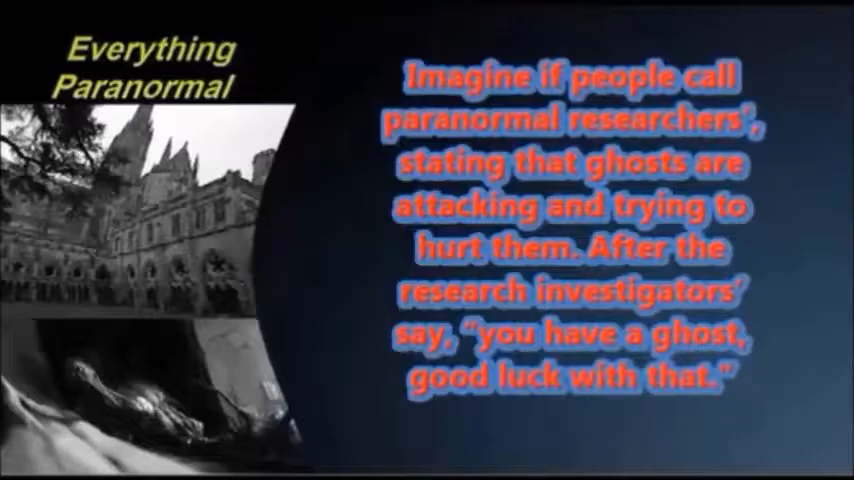 Everything
Paranormal
Imagine if people call
paranormal researchers',
stating that ghosts are
attacking and trying to
hurt them. After the
research investigators'
say, "you have a ghost,
good luck with that."